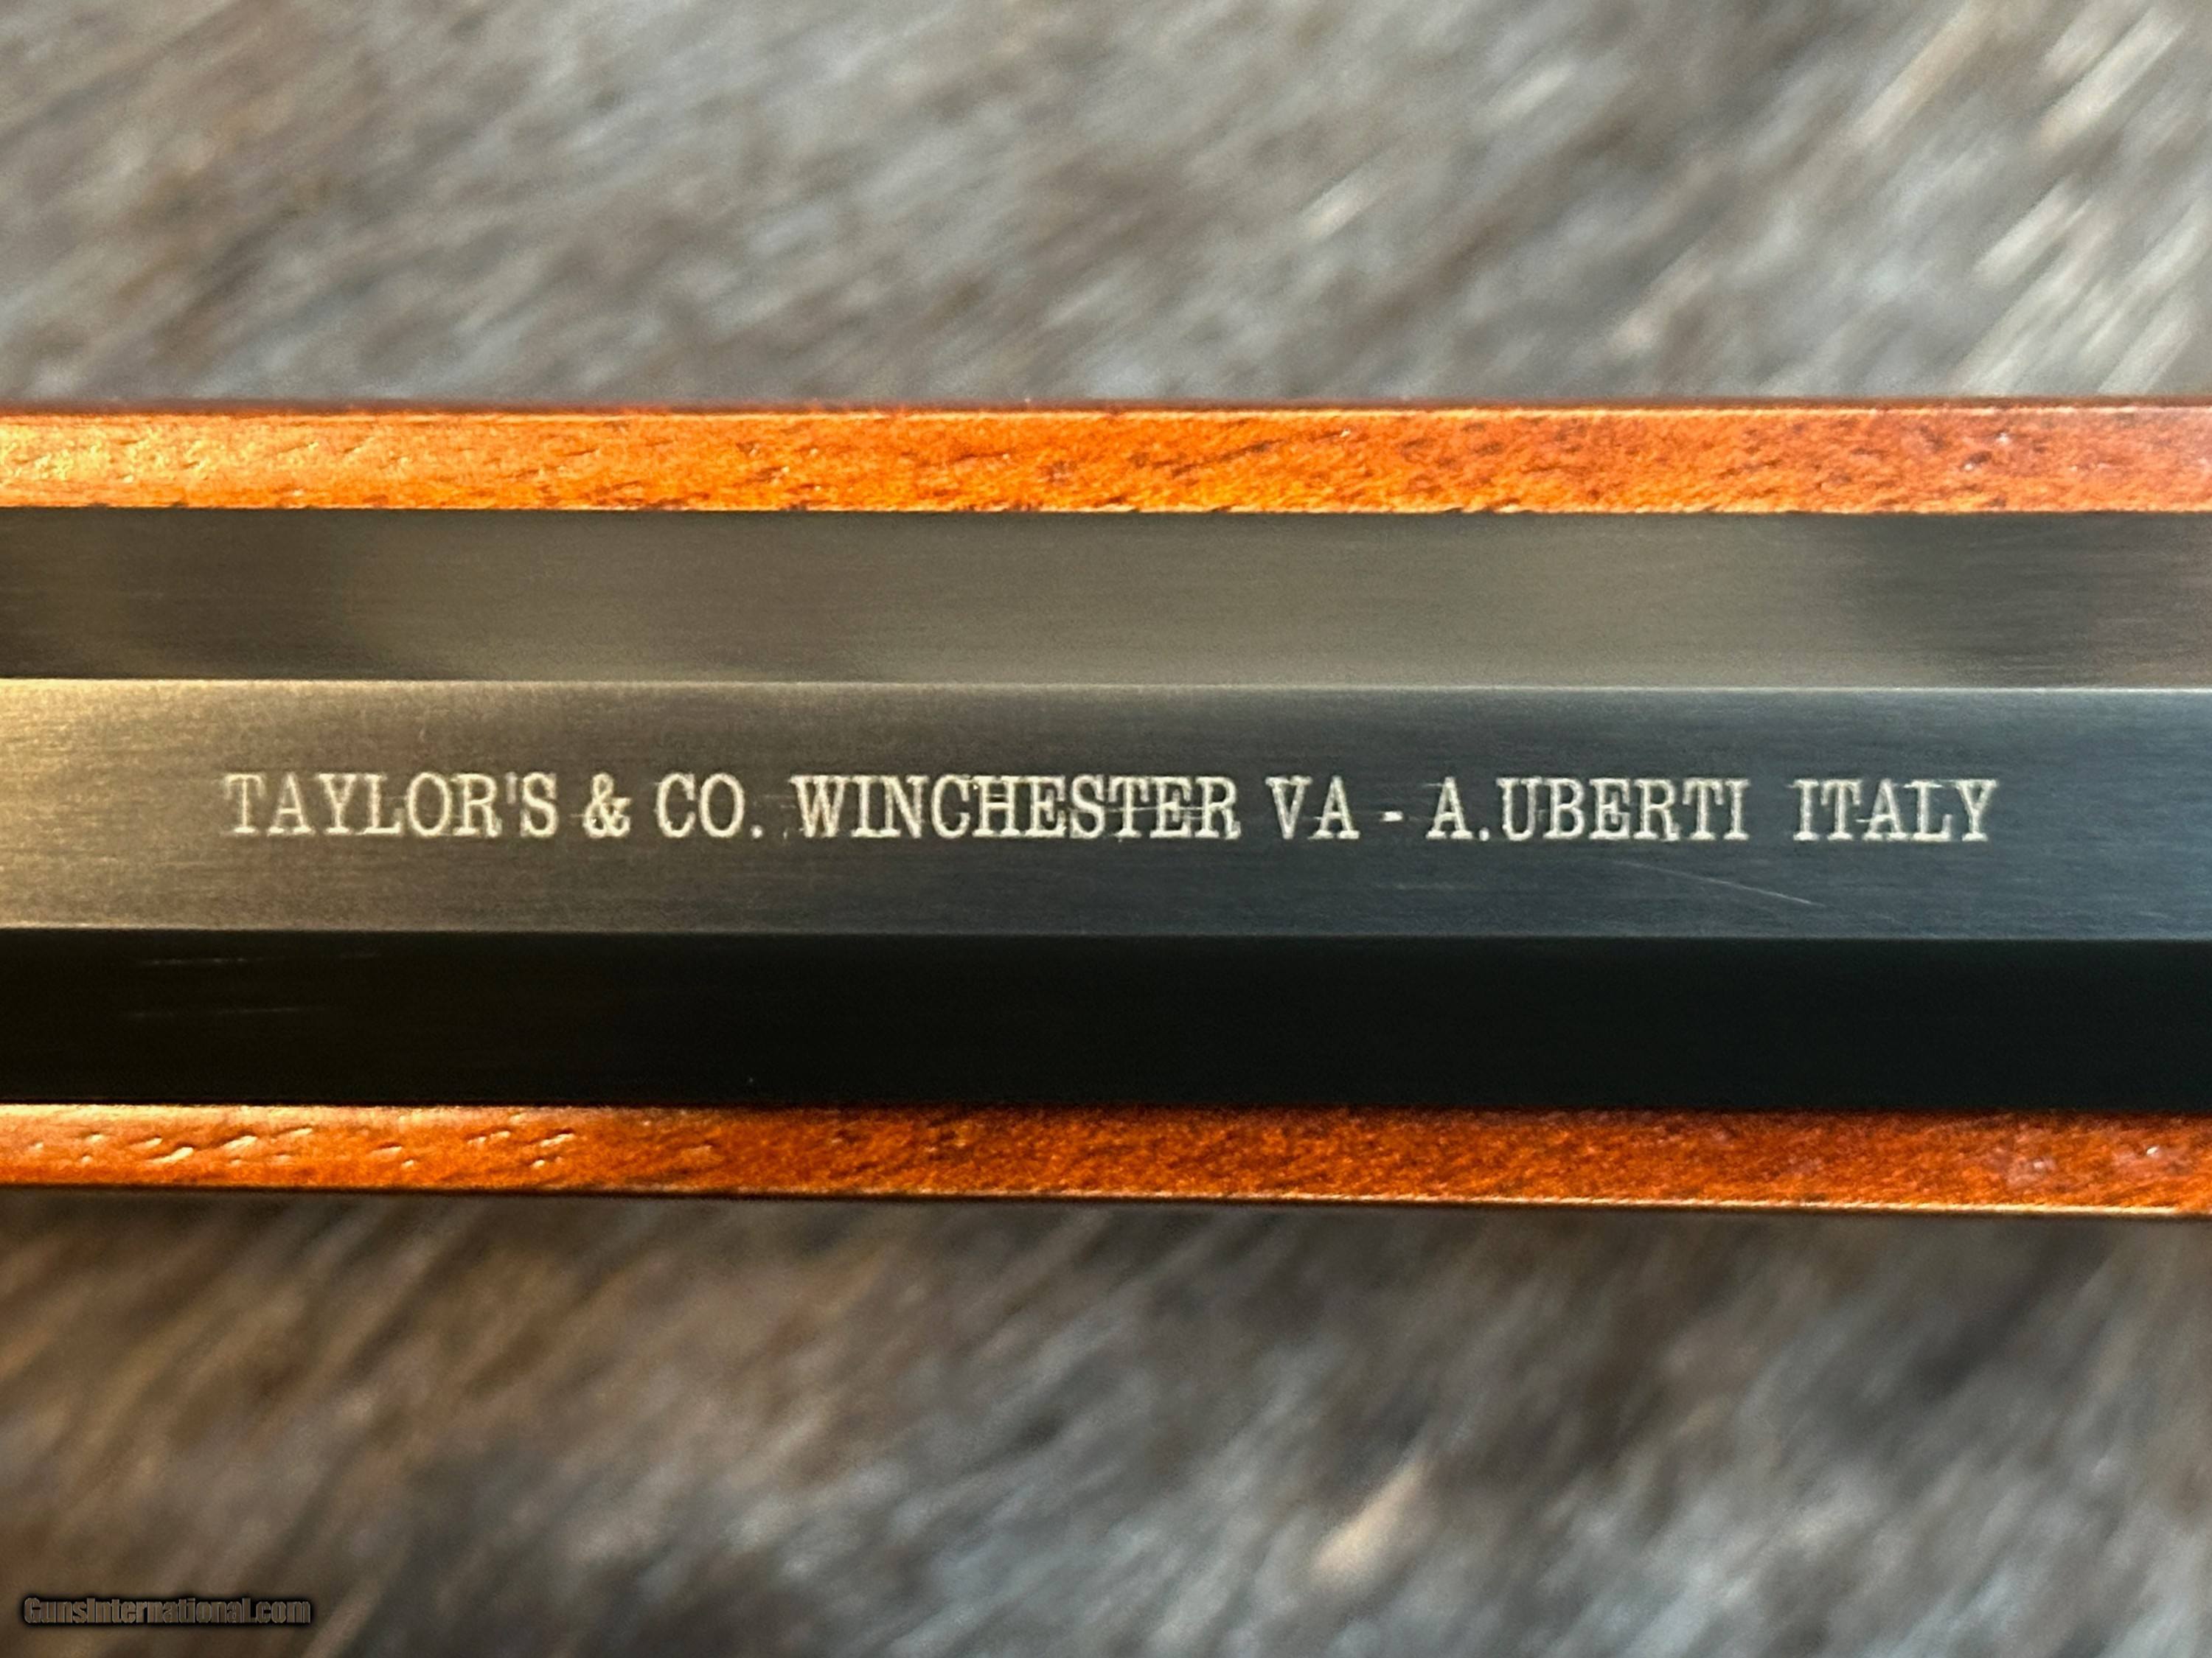 TAYLOR'S & CO. WINCHESTER VA - A.UBERTI ITALY
GunsInternational.com